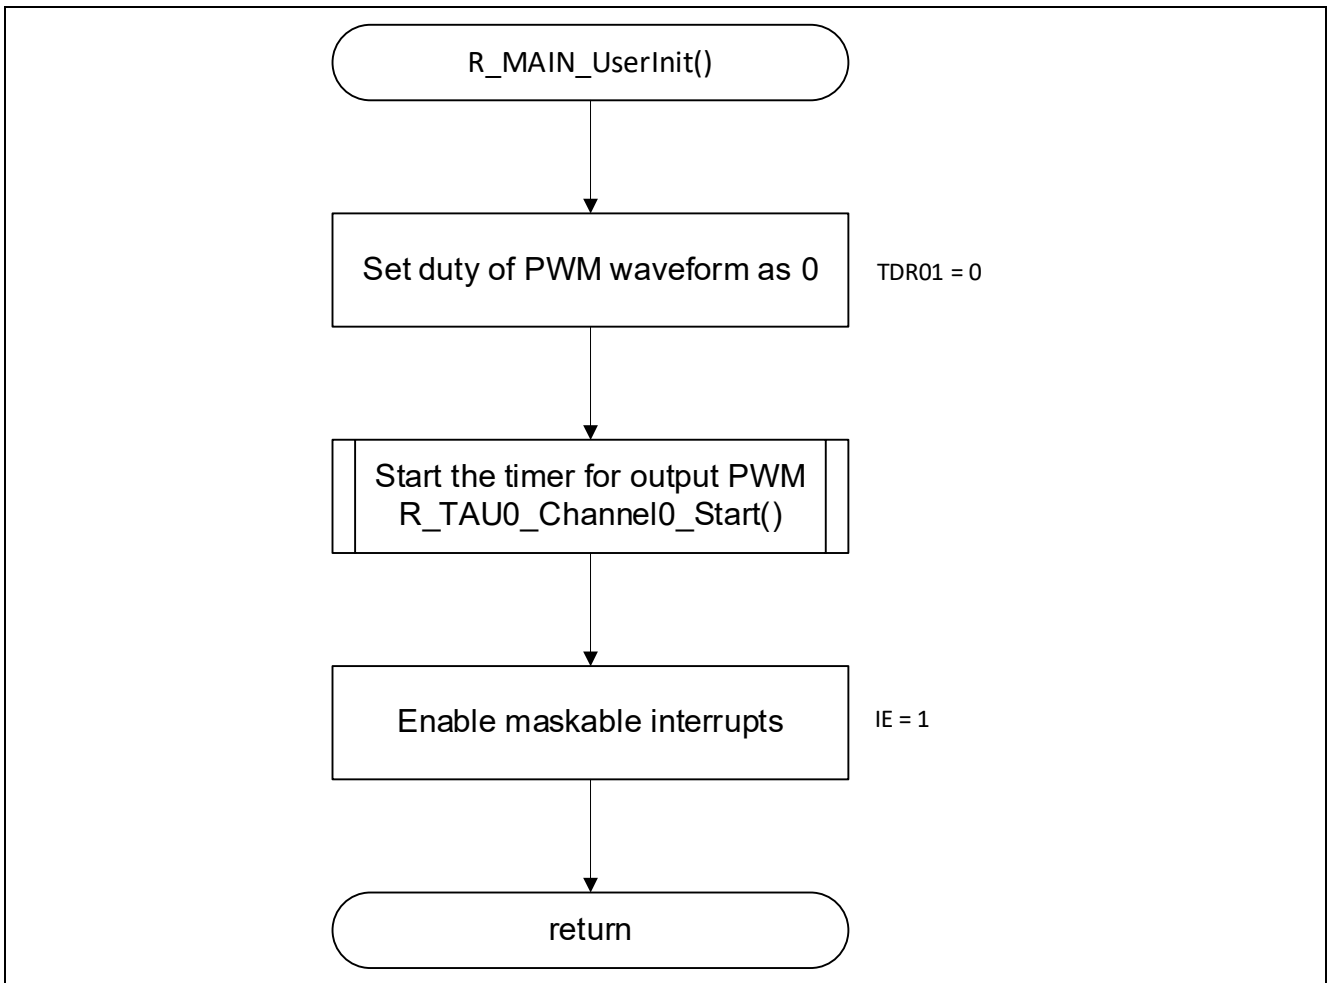 R_MAIN_UserInit()
Set duty of PWM waveform as 0
TDR01 = 0
Start the timer for output PWM
R_TAU0_Channel0_Start()
Enable maskable interrupts
IE = 1
return